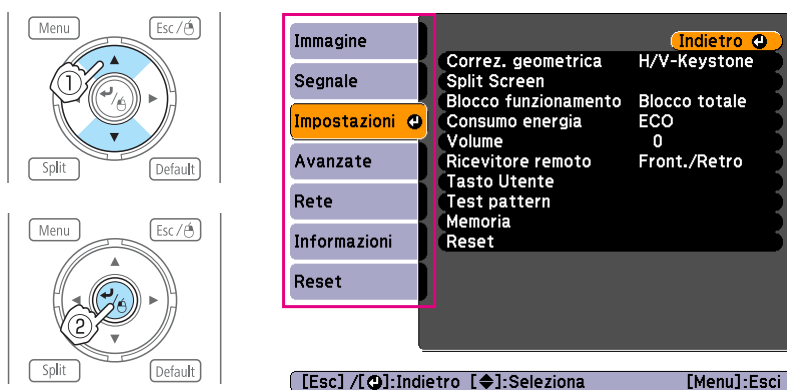 Menu
Esc/
1
Split
Default
Menu
Esc/
2
Split
Default
Immagine
Segnale
Impostazioni
Avanzate
Rete
Informazioni
Reset
Indietro
Correz. geometrica H/V-Keystone
Split Screen
Blocco funzionamento Blocco totale
Consumo energia ECO
Volume 0
Ricevitore remoto Front./Retro
Tasto Utente
Test pattern
Memoria
Reset
[Esc] /[⏎]:Indietro [◆]:Seleziona [Menu]:Esci